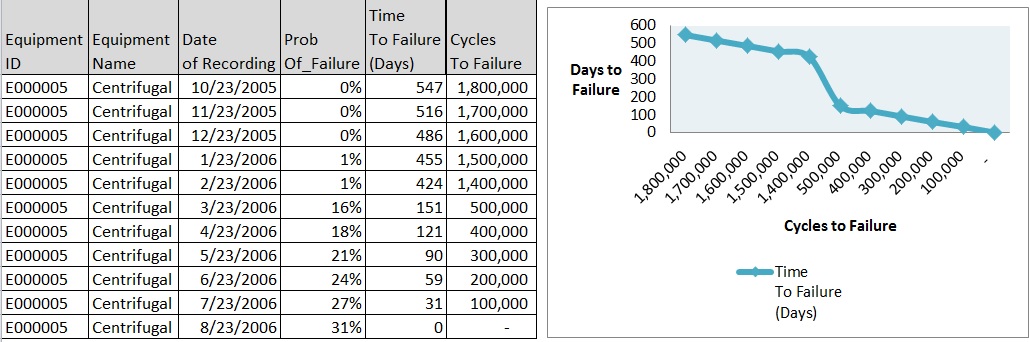 Time
Equipment Equipment Date Prob To Failure Cycles
ID Name of Recording Of_Failure (Days) To Failure
E000005 Centrifugal 10/23/2005 0% 547 1,800,000
E000005 Centrifugal 11/23/2005 0% 516 1,700,000
E000005 Centrifugal 12/23/2005 0% 486 1,600,000
E000005 Centrifugal 1/23/2006 1% 455 1,500,000
E000005 Centrifugal 2/23/2006 1% 424 1,400,000
E000005 Centrifugal 3/23/2006 16% 151 500,000
E000005 Centrifugal 4/23/2006 18% 121 400,000
E000005 Centrifugal 5/23/2006 21% 90 300,000
E000005 Centrifugal 6/23/2006 24% 59 200,000
E000005 Centrifugal 7/23/2006 27% 31 100,000
E000005 Centrifugal 8/23/2006 31% 0 -
Days to
Failure
600
500
400
300
200
100
0
1,800,000
1,700,000
1,600,000
1,500,000
1,400,000
500,000
400,000
300,000
200,000
100,000
-
Cycles to Failure
Time
To Failure
(Days)